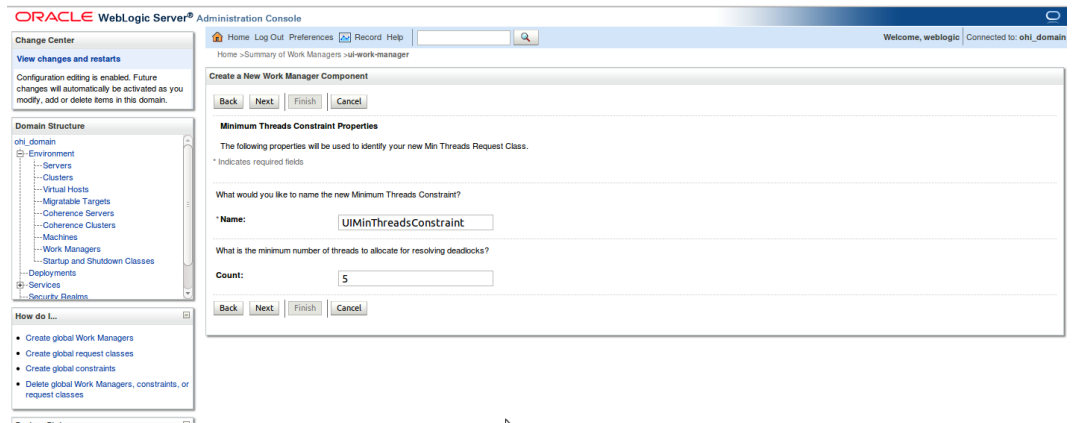 ORACLE WebLogic Server® Administration Console
Change Center
View changes and restarts
Configuration editing is enabled. Future
changes will automatically be activated as you
modify, add or delete items in this domain.
Domain Structure
ohi_domain
Environment
Servers
Clusters
Virtual Hosts
Migratable Targets
Coherence Servers
Coherence Clusters
Machines
Work Managers
Startup and Shutdown Classes
Deployments
Services
Security Realms
How do I...
Create global Work Managers
Create global request classes
Create global constraints
Delete global Work Managers, constraints, or
request classes
Home Log Out Preferences Record Help
Welcome, weblogic Connected to: ohi_domain
Home >Summary of Work Managers >ui-work-manager
Create a New Work Manager Component
Back Next Finish Cancel
Minimum Threads Constraint Properties
The following properties will be used to identify your new Min Threads Request Class.
* Indicates required fields
What would you like to name the new Minimum Threads Constraint?
* Name: UIMinThreadsConstraint
What is the minimum number of threads to allocate for resolving deadlocks?
Count: 5
Back Next Finish Cancel